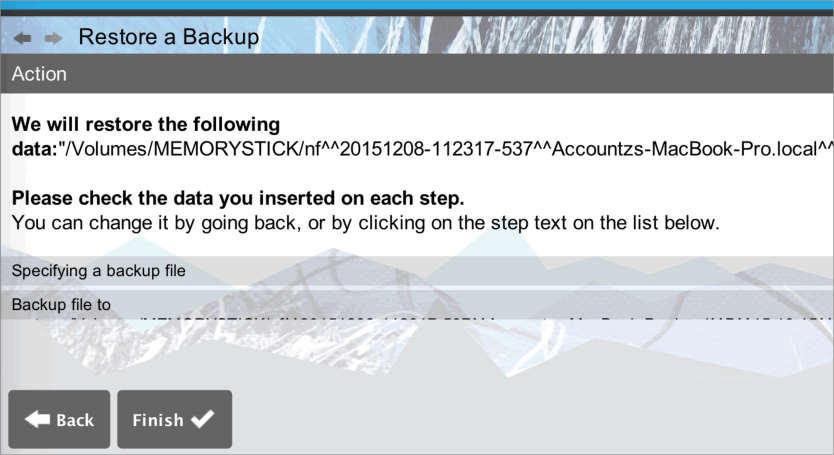 Restore a Backup
Action
We will restore the following
data:"/Volumes/MEMORYSTICK/nf^^20151208-112317-537^^Accountzs-MacBook-Pro.local^^
Please check the data you inserted on each step.
You can change it by going back, or by clicking on the step text on the list below.
Specifying a backup file
Backup file to
Back
Finish